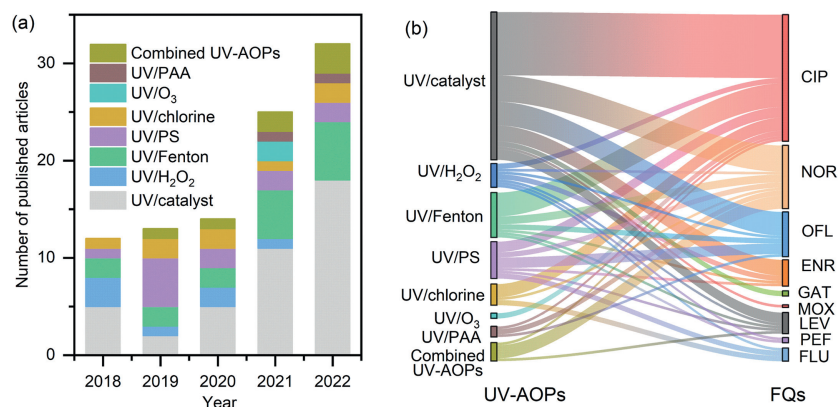 (a)
Number of published articles
30
20
10
0
Combined UV-AOPs
UV/PAA
UV/O₃
UV/chlorine
UV/PS
UV/Fenton
UV/H₂O₂
UV/catalyst
2018 2019 2020 2021 2022
Year
(b)
UV/catalyst
UV/H₂O₂
UV/Fenton
UV/PS
UV/chlorine
UV/O₃
UV/PAA
Combined
UV-AOPs
UV-AOPs
CIP
NOR
OFL
ENR
GAT
MOX
LEV
PEF
FLU
FQs